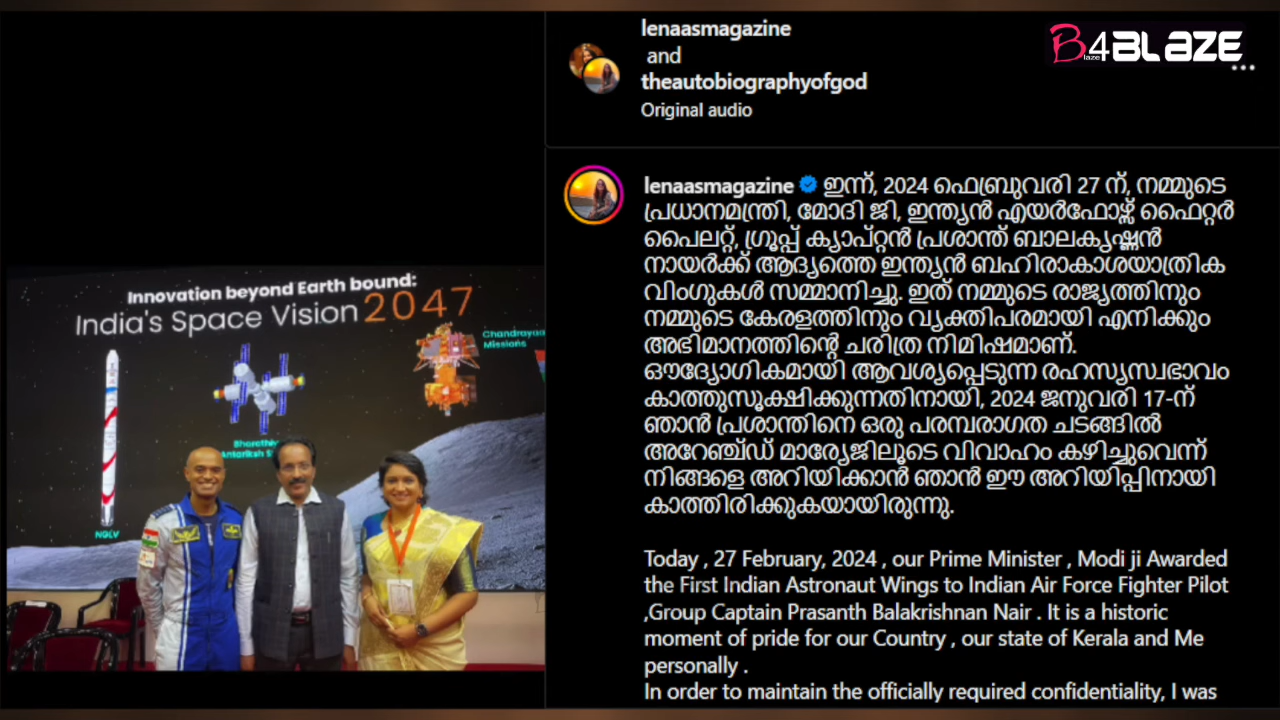 lenaasmagazine
and
theautobiographyofgod
Original audio
B4BLAZE
laze
...
lenaasmagazine ഇന്ന്, 2024 ഫെബ്രുവരി 27 ന്, നമ്മുടെ
പ്രധാനമന്ത്രി, മോദി ജി, ഇന്ത്യൻ എയർഫോഴ്സ് ഫൈറ്റർ
പൈലറ്റ്, ഗ്രൂപ്പ് ക്യാപ്റ്റൻ പ്രശാന്ത് ബാലകൃഷ്ണൻ
നായർക്ക് ആദ്യത്തെ ഇന്ത്യൻ ബഹിരാകാശയാത്രിക
വിംഗുകൾ സമ്മാനിച്ചു. ഇത് നമ്മുടെ രാജ്യത്തിനും
നമ്മുടെ കേരളത്തിനും വ്യക്തിപരമായി എനിക്കും
അഭിമാനത്തിന്റെ ചരിത്ര നിമിഷമാണ്.
ഔദ്യോഗികമായി ആവശ്യപ്പെടുന്ന രഹസ്യസ്വഭാവം
കാത്തുസൂക്ഷിക്കുന്നതിനായി, 2024 ജനുവരി 17-ന്
ഞാൻ പ്രശാന്തിനെ ഒരു പരമ്പരാഗത ചടങ്ങിൽ
അറേഞ്ച്ഡ് മാര്യേജിലൂടെ വിവാഹം കഴിച്ചുവെന്ന്
നിങ്ങളെ അറിയിക്കാൻ ഞാൻ ഈ അറിയിപ്പിനായി
കാത്തിരിക്കുകയായിരുന്നു.
Today , 27 February, 2024 , our Prime Minister , Modi ji Awarded
the First Indian Astronaut Wings to Indian Air Force Fighter Pilot
,Group Captain Prasanth Balakrishnan Nair . It is a historic
moment of pride for our Country , our state of Kerala and Me
personally .
In order to maintain the officially required confidentiality, I was
Innovation beyond Earth bound:
India's Space Vision 2047
Missions
NGLV